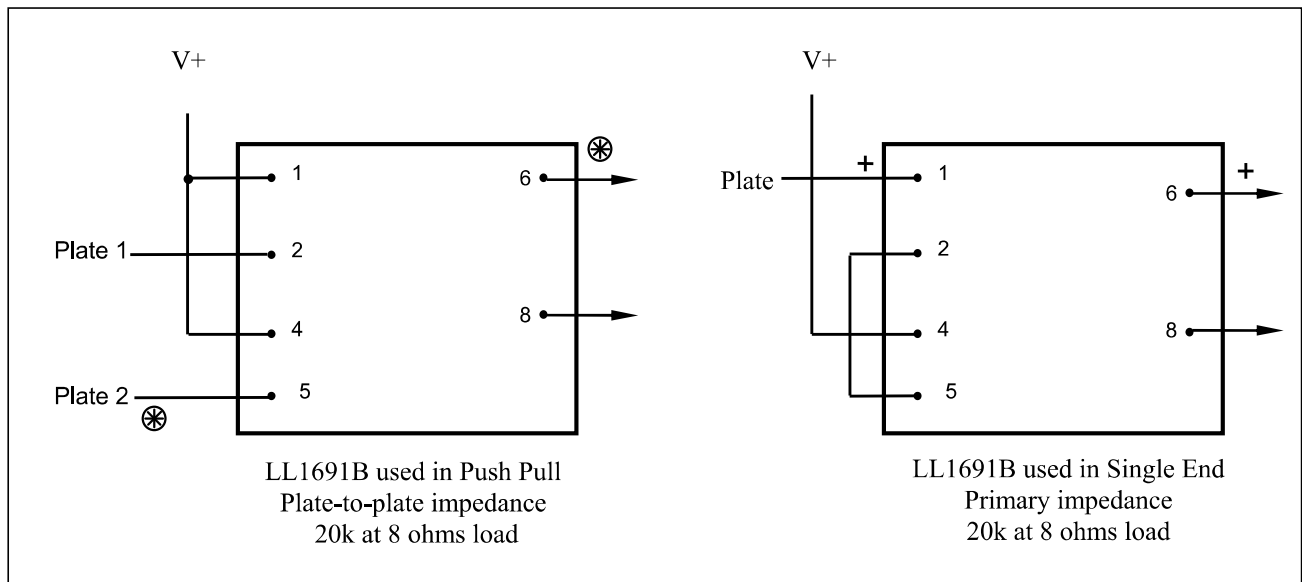 V+
1
6
Plate 1
2
4
8
Plate 2
5
LL1691B used in Push Pull
Plate-to-plate impedance
20k at 8 ohms load
V+
+
+
Plate
1
6
2
4
8
5
LL1691B used in Single End
Primary impedance
20k at 8 ohms load